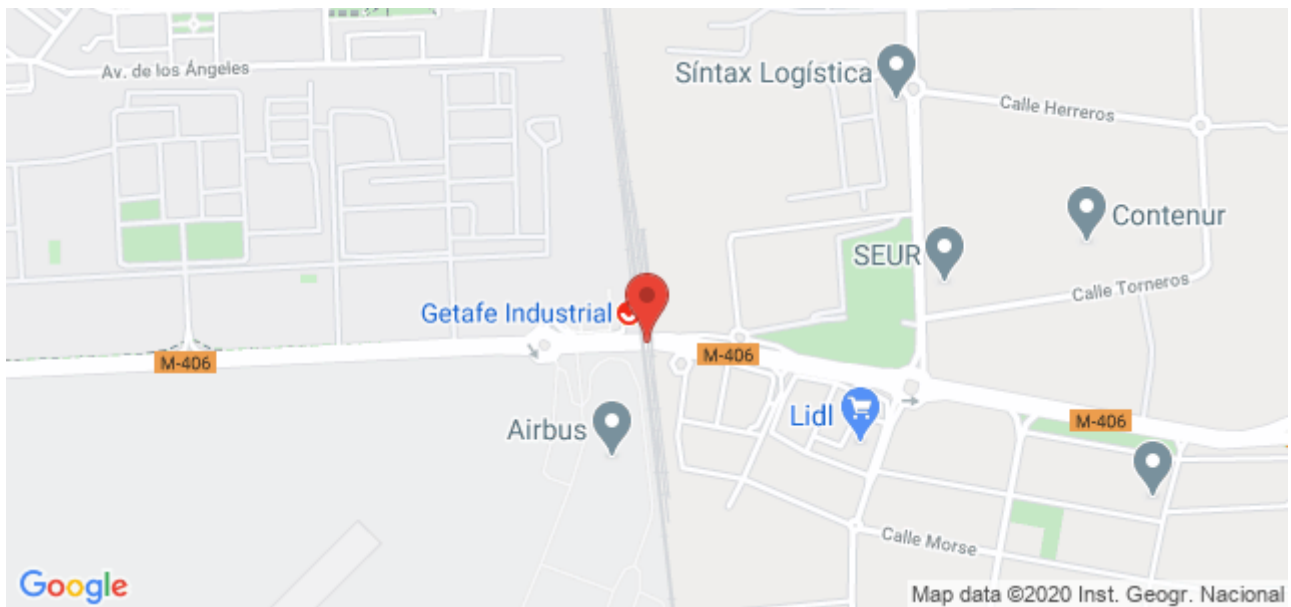 Av. de los Ángeles
Síntax Logística
Calle Herreros
Contenur
SEUR
Calle Torneros
Getafe Industrial
M-406
M-406
Lidl
M-406
Airbus
Calle Morse
Google
Map data ©2020 Inst. Geogr. Nacional